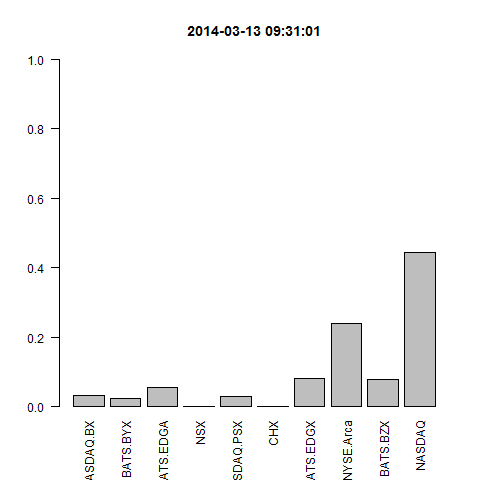 2014-03-13 09:31:01
1.0
0.8
0.6
0.4
0.2
0.0
ASDAQ.BX
BATS.BYX
ATS.EDGA
NSX
SDAQ.PSX
CHX
ATS.EDGX
NYSE.Arca
BATS.BZX
NASDAQ